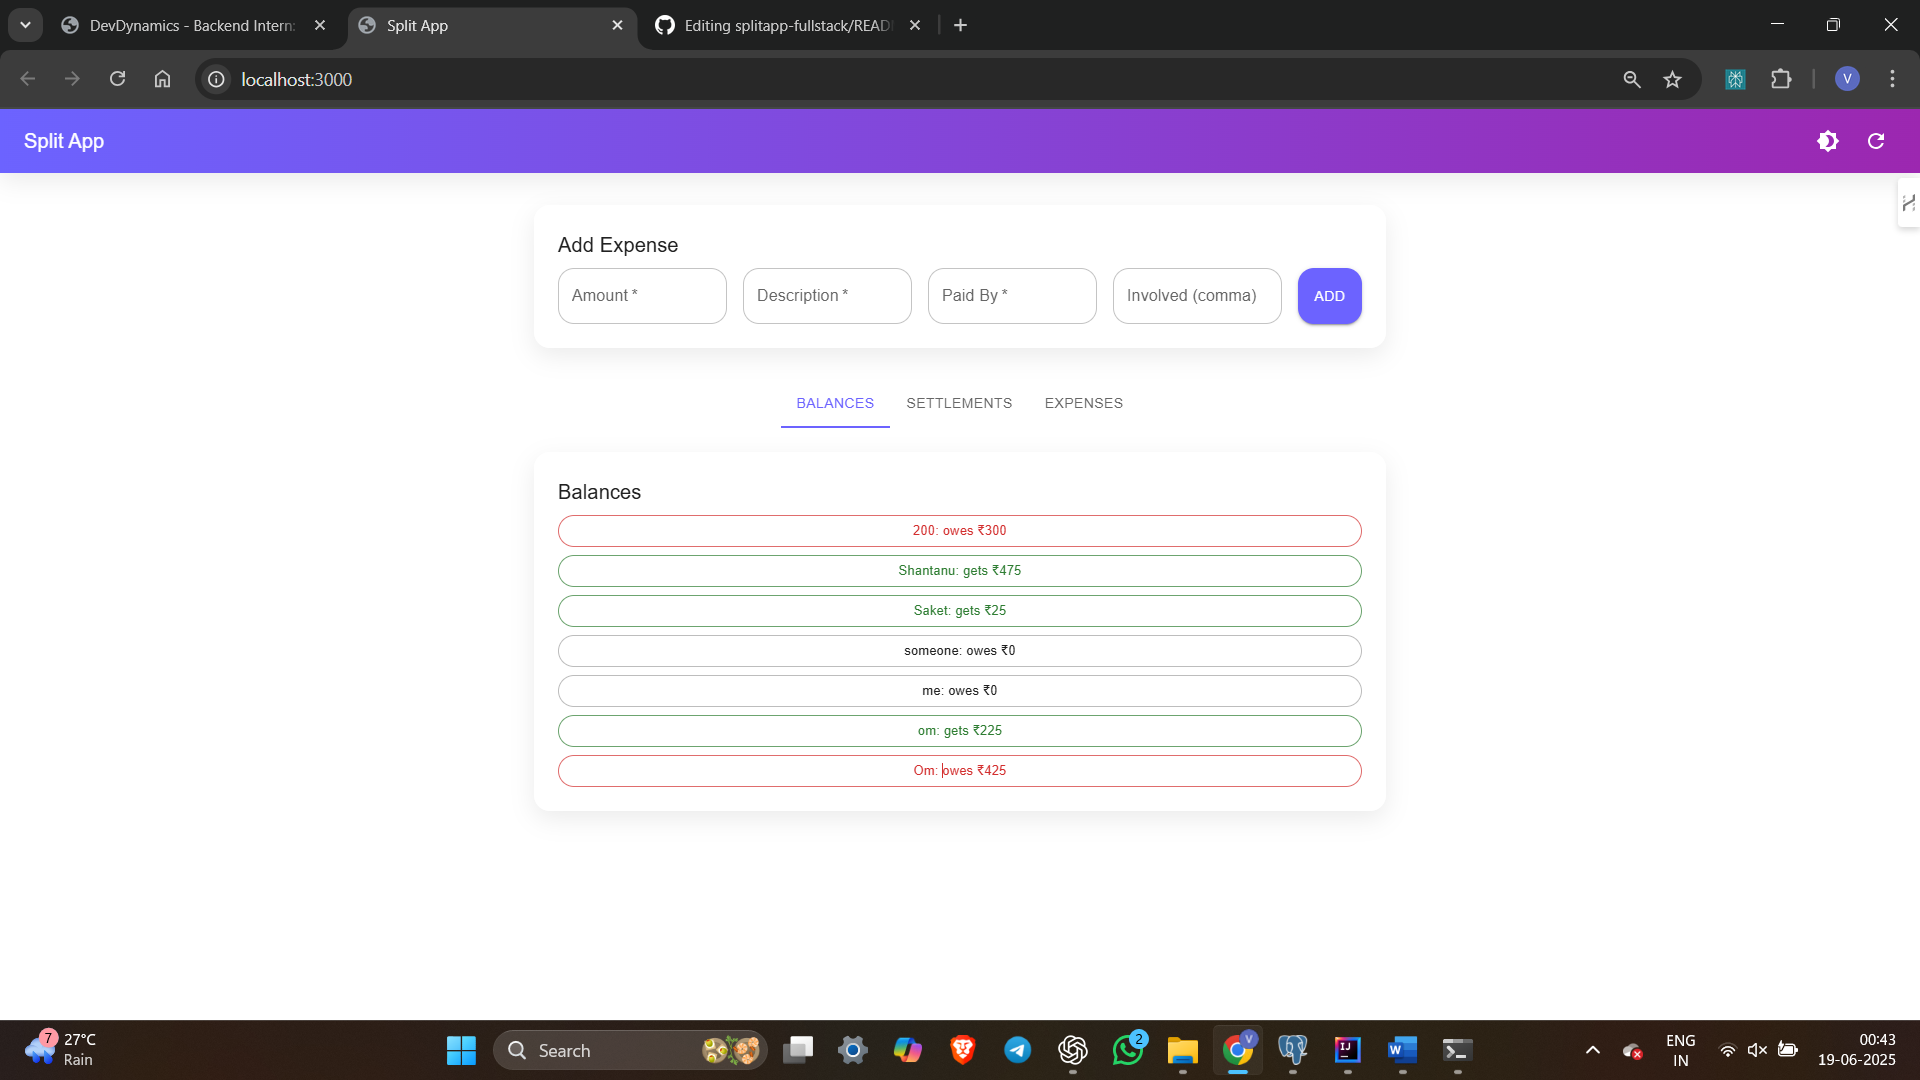 DevDynamics - Backend Intern:
Split App
Editing splitapp-fullstack/READ
localhost:3000
V
Split App
Add Expense
Amount *
Description *
Paid By *
Involved (comma)
ADD
BALANCES
SETTLEMENTS
EXPENSES
Balances
200: owes ₹300
Shantanu: gets ₹475
Saket: gets ₹25
someone: owes ₹0
me: owes ₹0
om: gets ₹225
Om: owes ₹425
7
27°C
Rain
Search
2
V
IJ
W
ENG
IN
00:43
19-06-2025